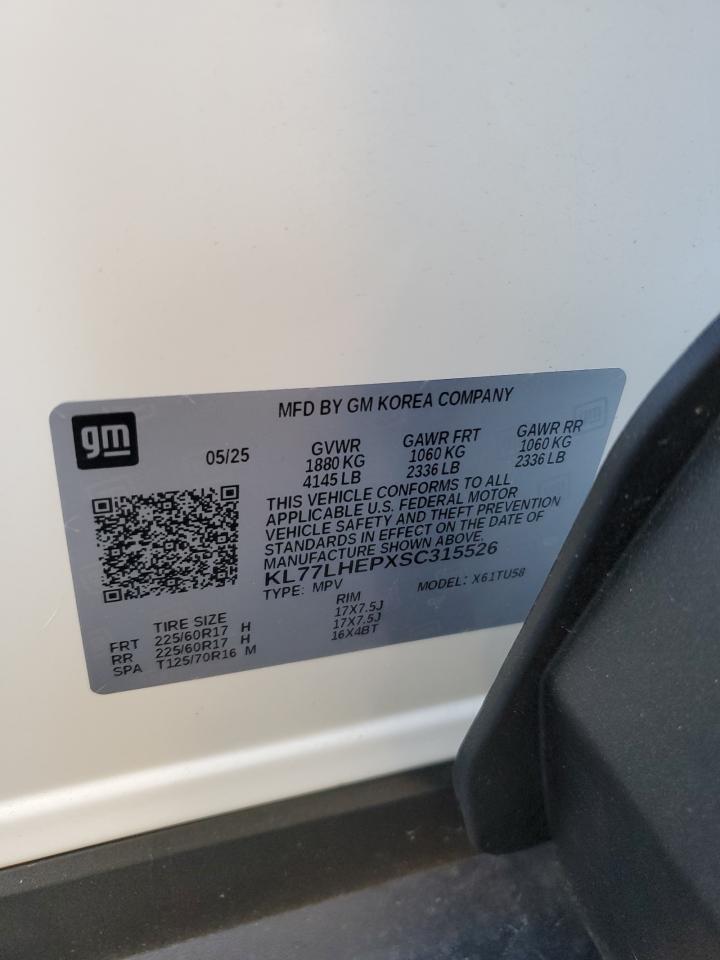 MFD BY GM KOREA COMPANY
gm
05/25 GVWR GAWR FRT GAWR RR
1880 KG 1060 KG 1060 KG
4145 LB 2336 LB 2336 LB
THIS VEHICLE CONFORMS TO ALL
APPLICABLE U.S. FEDERAL MOTOR
VEHICLE SAFETY AND THEFT PREVENTION
STANDARDS IN EFFECT ON THE DATE OF
MANUFACTURE SHOWN ABOVE.
KL77LHEPXSC315526
TYPE: MPV MODEL: X61TU58
TIRE SIZE RIM
FRT 225/60R17 H 17X7.5J
RR 225/60R17 H 17X7.5J
SPA T125/70R16 M 16X4BT